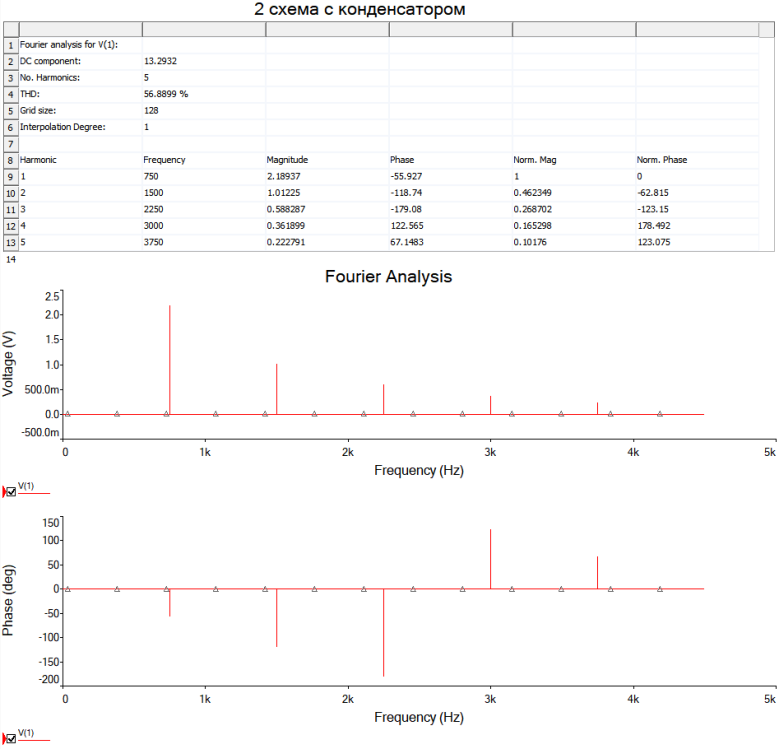 2 схема с конденсатором
1 Fourier analysis for V(1):
2 DC component: 13.2932
3 No. Harmonics: 5
4 THD: 56.8899 %
5 Grid size: 128
6 Interpolation Degree: 1
7
8 Harmonic Frequency Magnitude Phase Norm. Mag Norm. Phase
9 1 750 2.18937 -55.927 1 0
10 2 1500 1.01225 -118.74 0.462349 -62.815
11 3 2250 0.588287 -179.08 0.268702 -123.15
12 4 3000 0.361899 122.565 0.165298 178.492
13 5 3750 0.222791 67.1483 0.10176 123.075
14
Fourier Analysis
Voltage (V)
2.5
2.0
1.5
1.0
500.0m
0.0
-500.0m
0 1k 2k 3k 4k 5k
Frequency (Hz)
V(1)
Phase (deg)
150
100
50
0
-50
-100
-150
-200
0 1k 2k 3k 4k 5k
Frequency (Hz)
V(1)